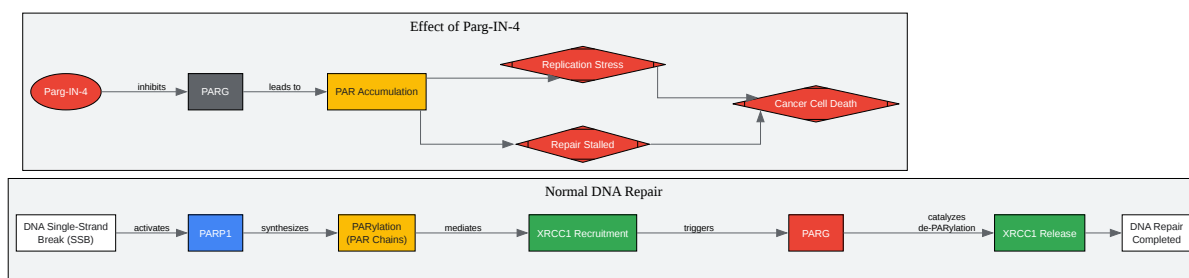 Effect of Parg-IN-4
Replication Stress
Parg-IN-4
inhibits
PARG
leads to
PAR Accumulation
Cancer Cell Death
Repair Stalled
Normal DNA Repair
DNA Single-Strand
Break (SSB)
activates
PARP1
synthesizes
PARylation
(PAR Chains)
mediates
XRCC1 Recruitment
triggers
PARG
catalyzes
de-PARylation
XRCC1 Release
DNA Repair
Completed